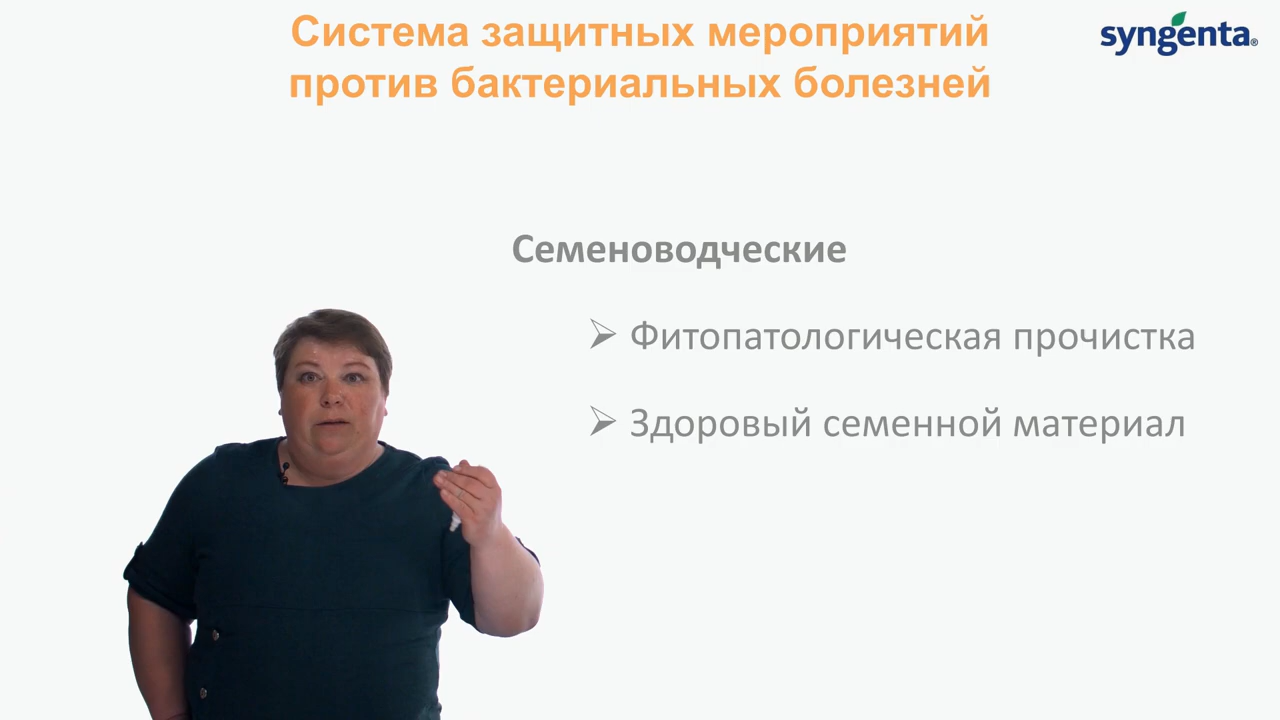 Система защитных мероприятий
против бактериальных болезней
syngenta®
Семеноводческие
Фитопатологическая прочистка
Здоровый семенной материал